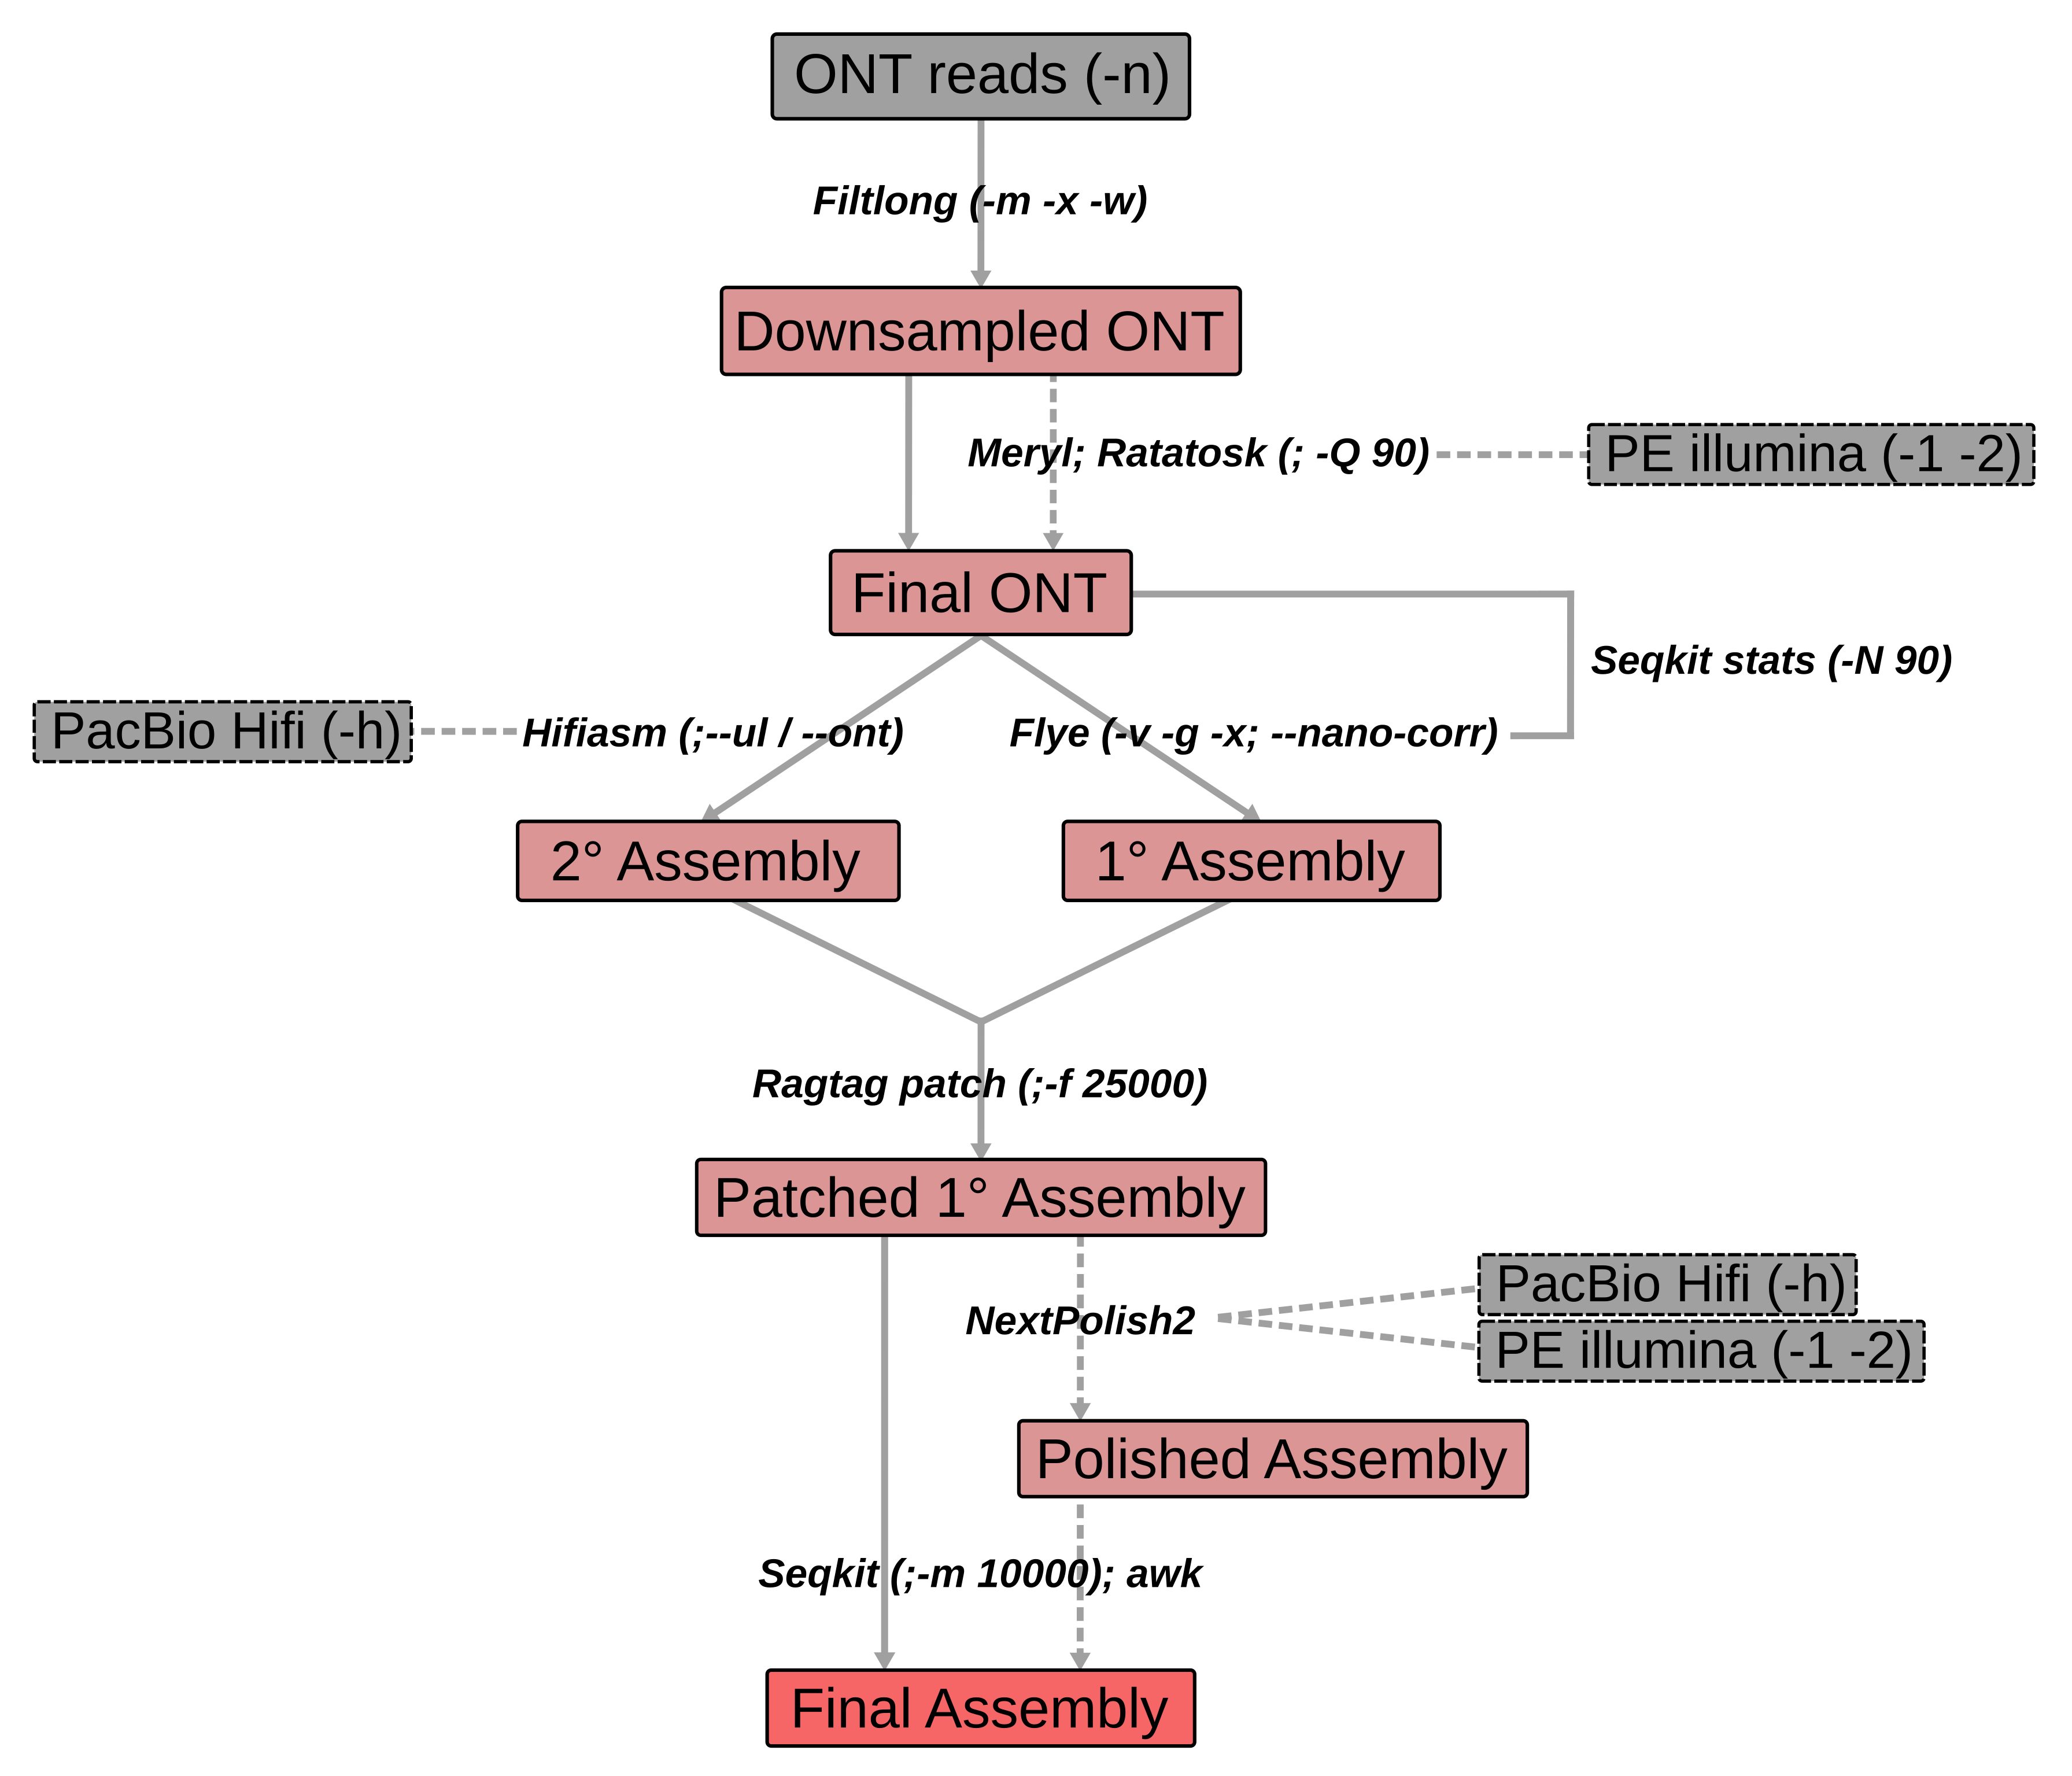 ONT reads (-n)
Filtlong (-m -x -w)
Downsampled ONT
Meryl; Ratatosk (; -Q 90)
PE illumina (-1 -2)
Final ONT
Seqkit stats (-N 90)
PacBio Hifi (-h)
Hifiasm (;--ul / --ont)
Flye (-v -g -x; --nano-corr)
2° Assembly
1° Assembly
Ragtag patch (;-f 25000)
Patched 1° Assembly
PacBio Hifi (-h)
NextPolish2
PE illumina (-1 -2)
Polished Assembly
Seqkit (;-m 10000); awk
Final Assembly